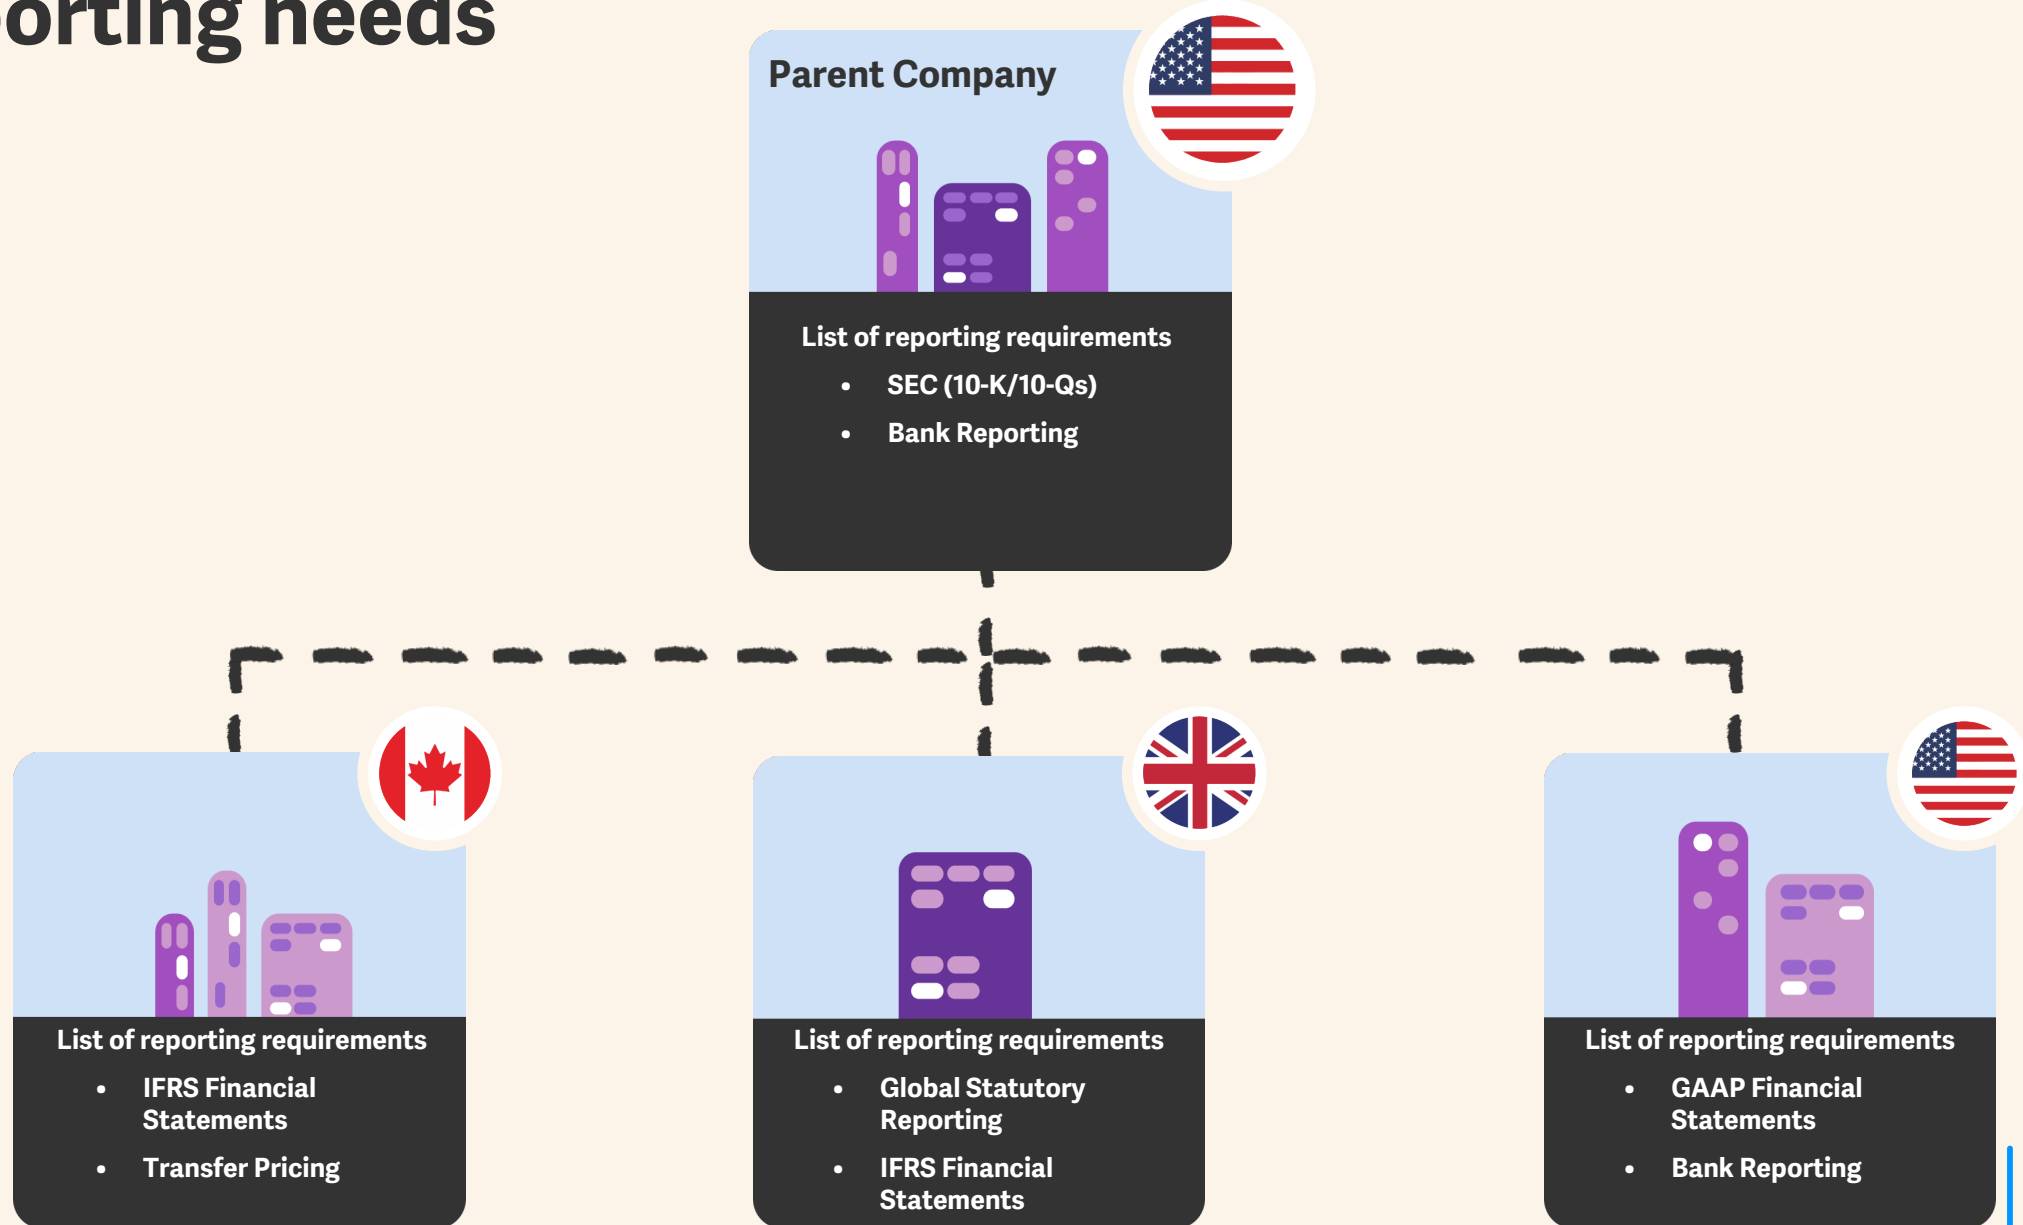 orting needs
Parent Company
List of reporting requirements
• SEC (10-K/10-Qs)
• Bank Reporting
List of reporting requirements
• IFRS Financial
Statements
• Transfer Pricing
List of reporting requirements
• Global Statutory
Reporting
• IFRS Financial
Statements
List of reporting requirements
• GAAP Financial
Statements
• Bank Reporting